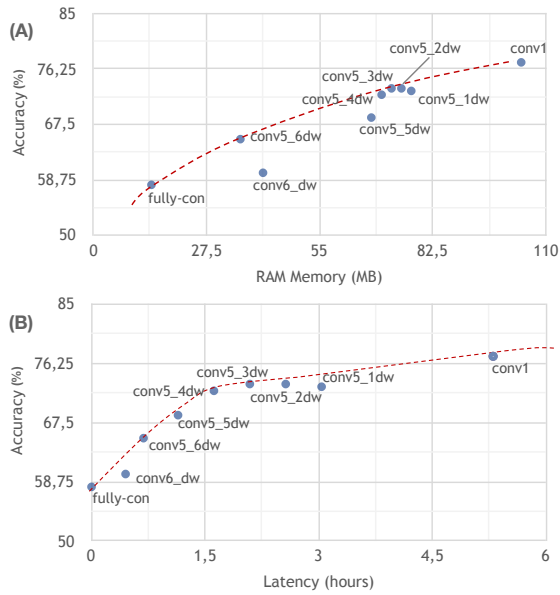 (A)
85
76,25
67,5
58,75
50
Accuracy (%)
conv5_2dw
conv1
conv5_3dw
conv5_4dw
conv5_1dw
conv5_5dw
conv5_6dw
conv6_dw
fully-con
0
27,5
55
82,5
110
RAM Memory (MB)
(B)
85
76,25
67,5
58,75
50
Accuracy (%)
conv1
conv5_3dw
conv5_1dw
conv5_4dw
conv5_2dw
conv5_5dw
conv5_6dw
conv6_dw
fully-con
0
1,5
3
4,5
6
Latency (hours)